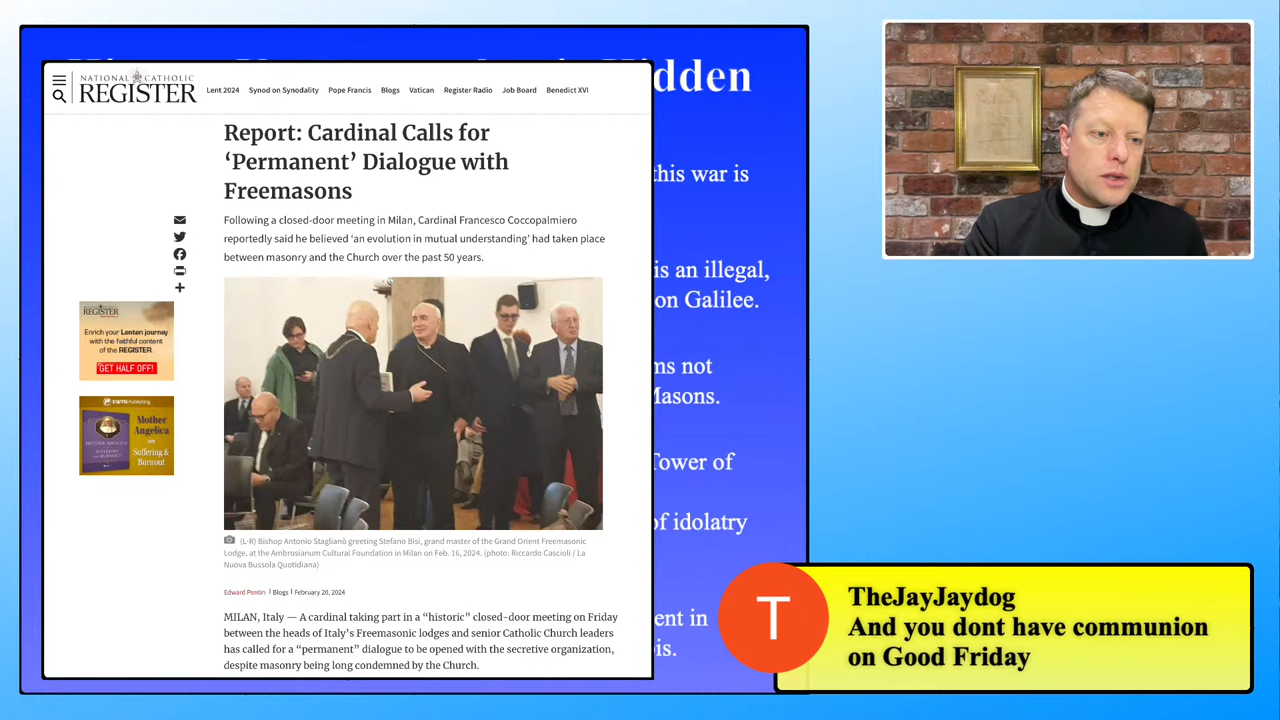 dden
this war is
is an illegal,
on Galilee.
ms not
Masons.
Tower of
of idolatry
ent in
is.
NATIONAL CATHOLIC
REGISTER
Lent 2024 Synod on Synodality Pope Francis Blogs Vatican Register Radio Job Board Benedict XVI
Report: Cardinal Calls for
‘Permanent’ Dialogue with
Freemasons
Following a closed-door meeting in Milan, Cardinal Francesco Coccopalmiero
reportedly said he believed ‘an evolution in mutual understanding’ had taken place
between masonry and the Church over the past 50 years.
REGISTER
Enrich your Lenten journey
with the faithful content
of the REGISTER
GET HALF OFF!
EWTN Publishing
Mother
Angelica
on
Suffering &
Burnout
(L-R) Bishop Antonio Staglianò greeting Stefano Bisi, grand master of the Grand Orient Freemasonic
Lodge, at the Ambrosianum Cultural Foundation in Milan on Feb. 16, 2024. (photo: Riccardo Cascioli / La
Nuova Bussola Quotidiana)
Edward Pentin | Blogs | February 20, 2024
MILAN, Italy — A cardinal taking part in a “historic” closed-door meeting on Friday
between the heads of Italy’s Freemasonic lodges and senior Catholic Church leaders
has called for a “permanent” dialogue to be opened with the secretive organization,
despite masonry being long condemned by the Church.
T
TheJayJaydog
And you dont have communion
on Good Friday